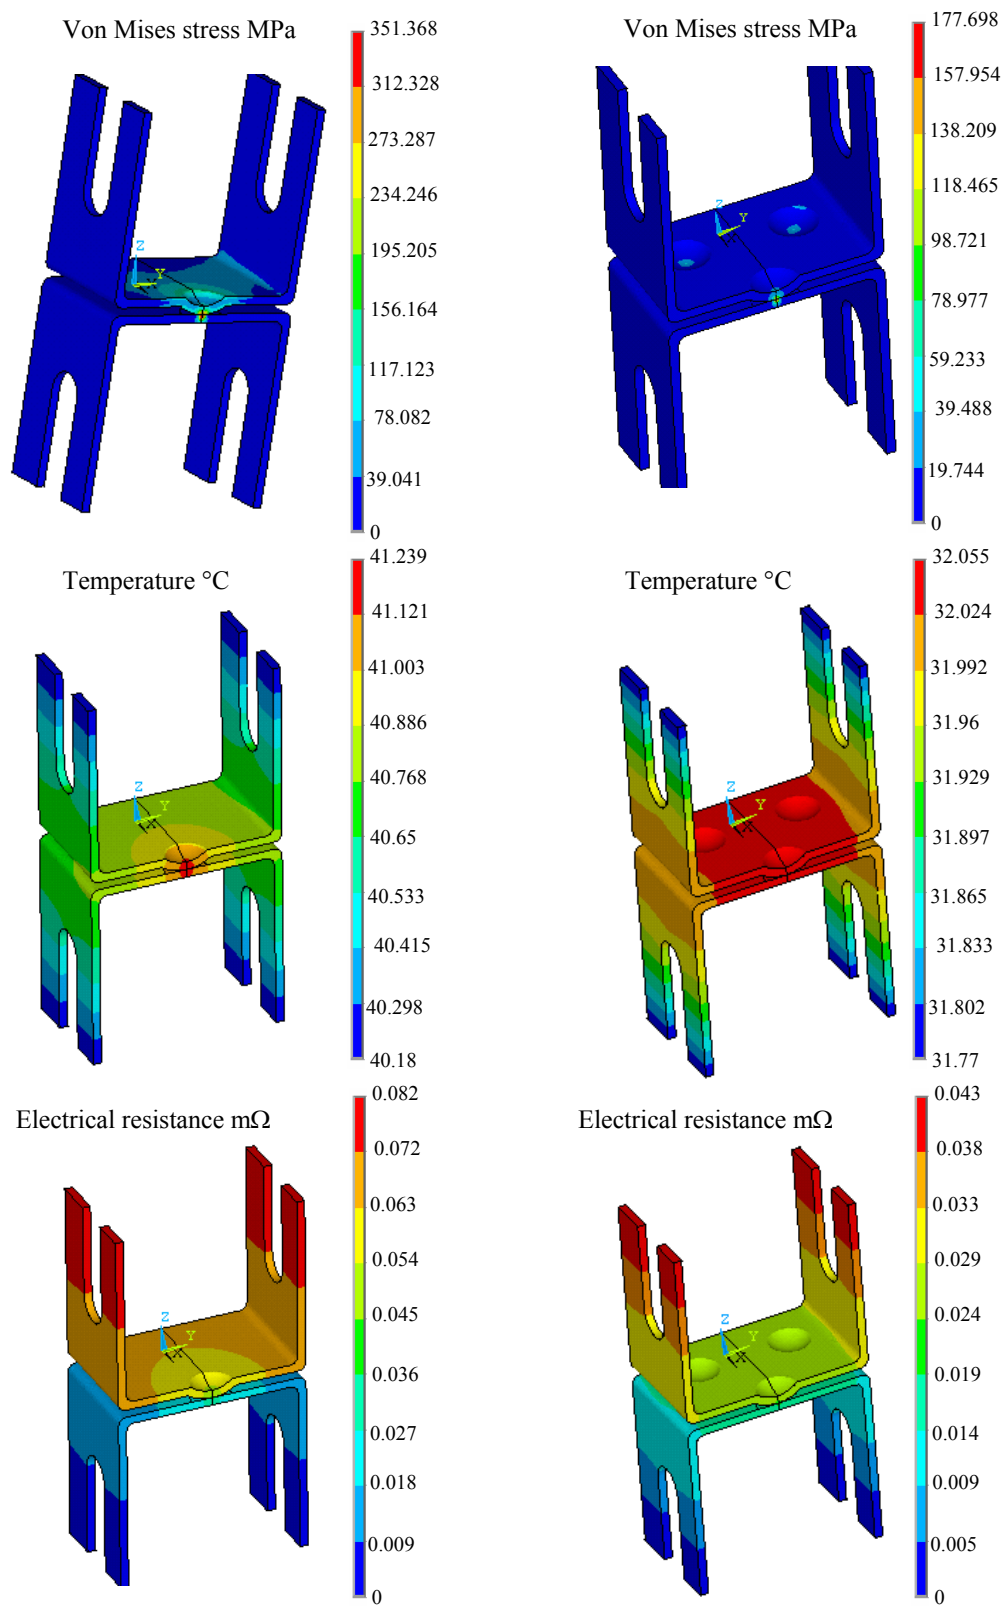 Von Mises stress MPa
351.368
312.328
273.287
234.246
195.205
156.164
117.123
78.082
39.041
0
Z
Y
X
Von Mises stress MPa
177.698
157.954
138.209
118.465
98.721
78.977
59.233
39.488
19.744
0
Z
Y
Temperature °C
41.239
41.121
41.003
40.886
40.768
40.65
40.533
40.415
40.298
40.18
Z
Y
X
Temperature °C
32.055
32.024
31.992
31.96
31.929
31.897
31.865
31.833
31.802
31.77
Z
Y
X
Electrical resistance mΩ
0.082
0.072
0.063
0.054
0.045
0.036
0.027
0.018
0.009
0
Z
Y
X
Electrical resistance mΩ
0.043
0.038
0.033
0.029
0.024
0.019
0.014
0.009
0.005
0
Z
Y
X